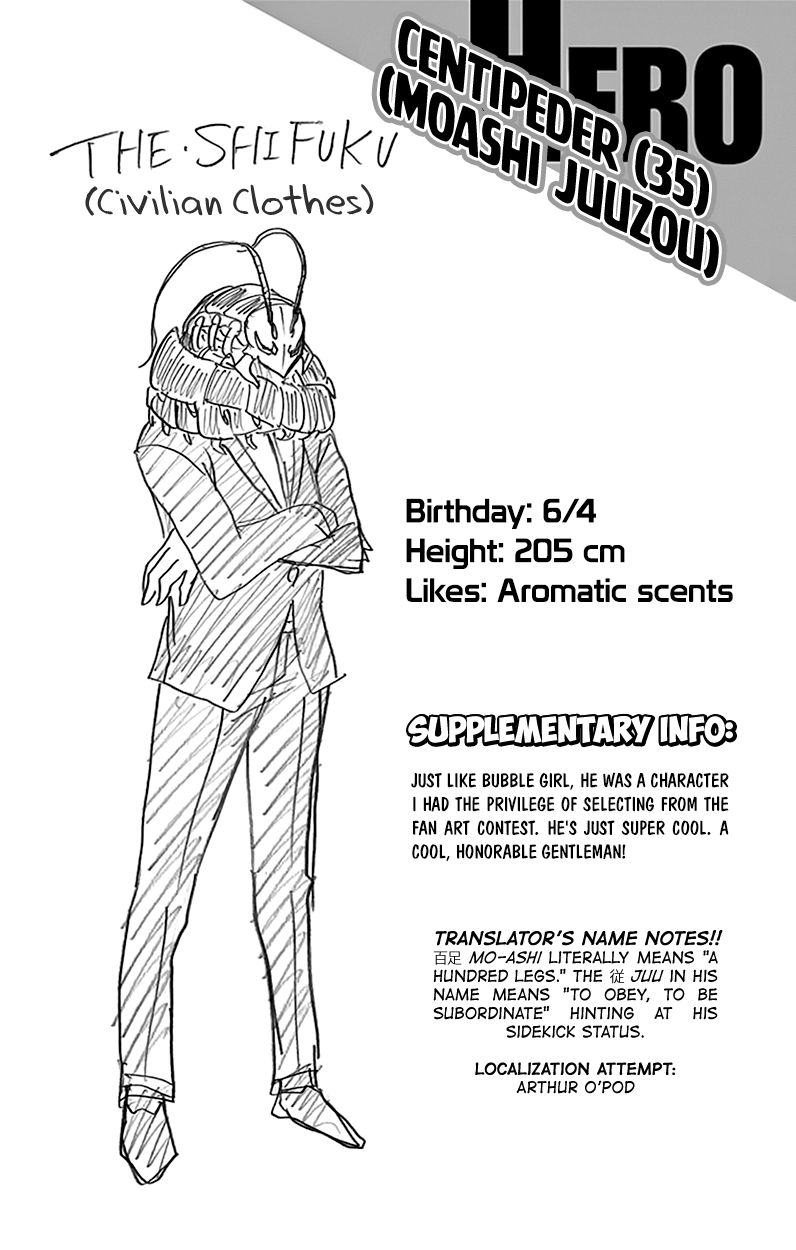 HERO
CENTIPEDER (35)
(MOASHI JUUZOU)
THE・SHIFUKU
(Civilian Clothes)
Birthday: 6/4
Height: 205 cm
Likes: Aromatic scents
SUPPLEMENTARY INFO:
JUST LIKE BUBBLE GIRL, HE WAS A CHARACTER
I HAD THE PRIVILEGE OF SELECTING FROM THE
FAN ART CONTEST. HE'S JUST SUPER COOL. A
COOL, HONORABLE GENTLEMAN!
TRANSLATOR'S NAME NOTES!!
百足 MO-ASHI LITERALLY MEANS "A
HUNDRED LEGS." THE 従 JUU IN HIS
NAME MEANS "TO OBEY, TO BE
SUBORDINATE" HINTING AT HIS
SIDEKICK STATUS.
LOCALIZATION ATTEMPT:
ARTHUR O'POD